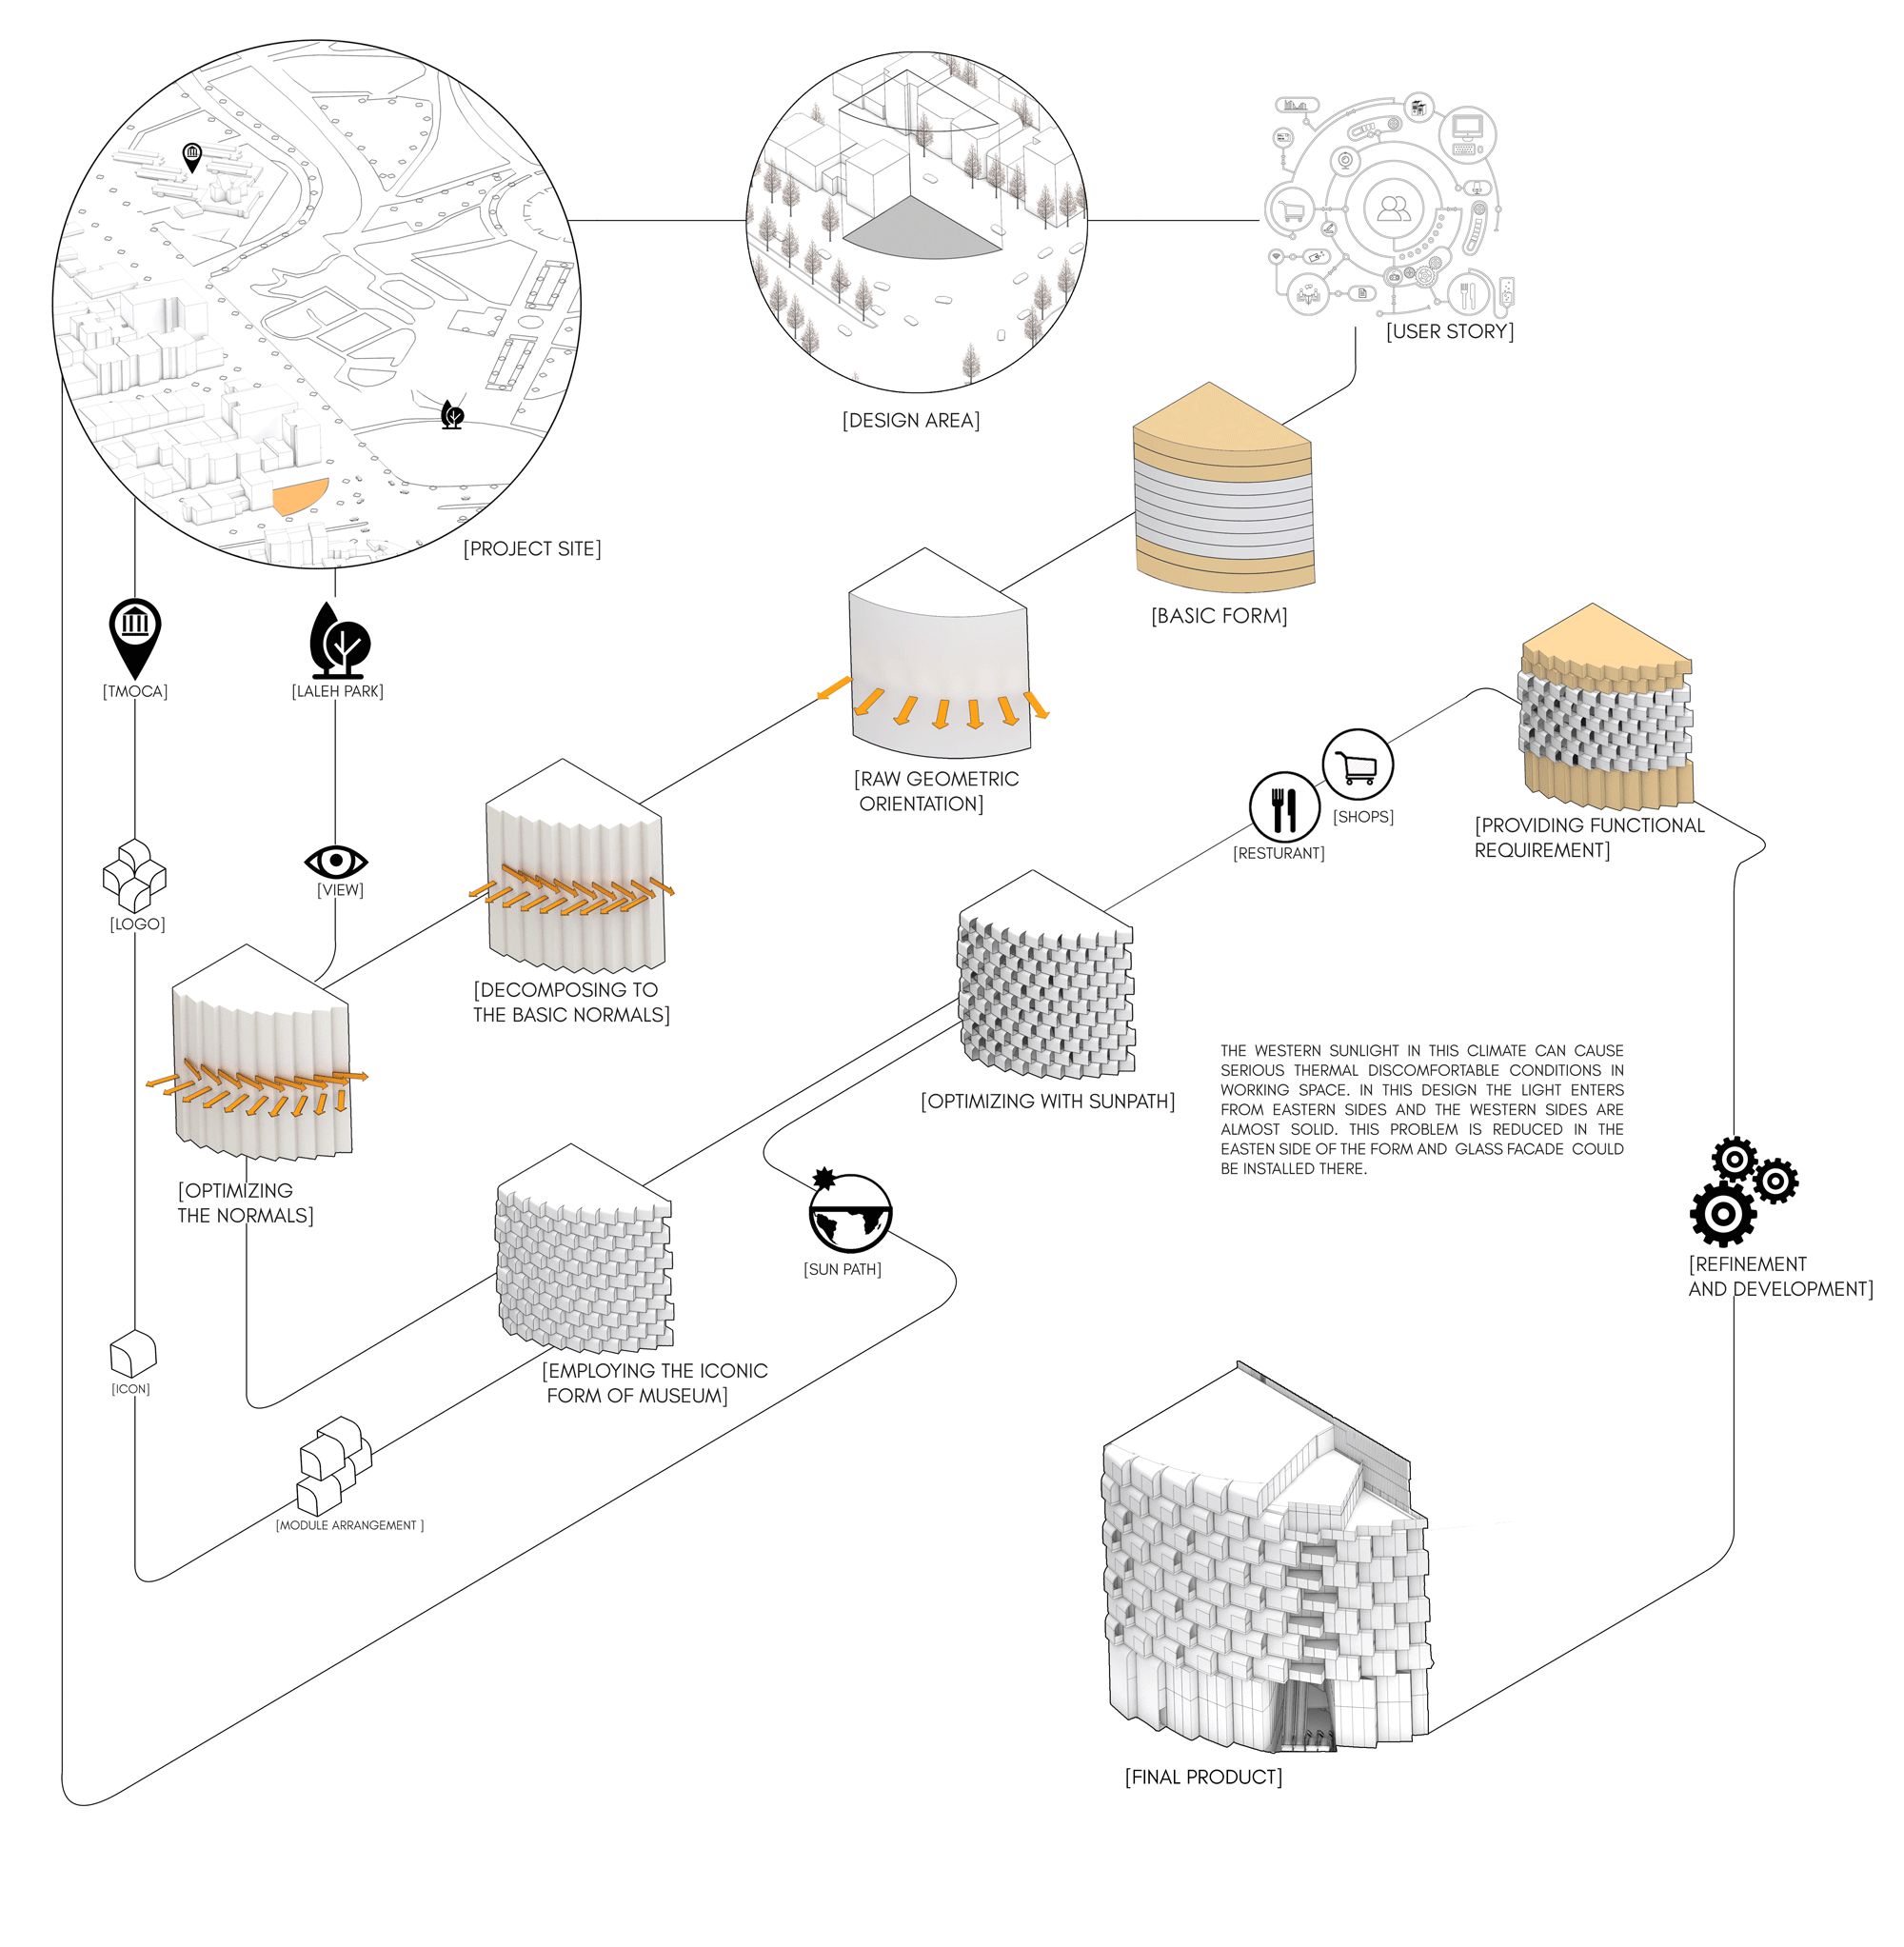 [USER STORY]
[DESIGN AREA]
[PROJECT SITE]
[BASIC FORM]
[TMOCA]
[LALEH PARK]
[RAW GEOMETRIC
ORIENTATION]
[SHOPS]
[RESTURANT]
[PROVIDING FUNCTIONAL
REQUIREMENT]
[VIEW]
[LOGO]
[DECOMPOSING TO
THE BASIC NORMALS]
[OPTIMIZING WITH SUNPATH]
THE WESTERN SUNLIGHT IN THIS CLIMATE CAN CAUSE
SERIOUS THERMAL DISCOMFORTABLE CONDITIONS IN
WORKING SPACE. IN THIS DESIGN THE LIGHT ENTERS
FROM EASTERN SIDES AND THE WESTERN SIDES ARE
ALMOST SOLID. THIS PROBLEM IS REDUCED IN THE
EASTEN SIDE OF THE FORM AND GLASS FACADE COULD
BE INSTALLED THERE.
[OPTIMIZING
THE NORMALS]
[SUN PATH]
[REFINEMENT
AND DEVELOPMENT]
[EMPLOYING THE ICONIC
FORM OF MUSEUM]
[ICON]
[MODULE ARRANGEMENT ]
[FINAL PRODUCT]